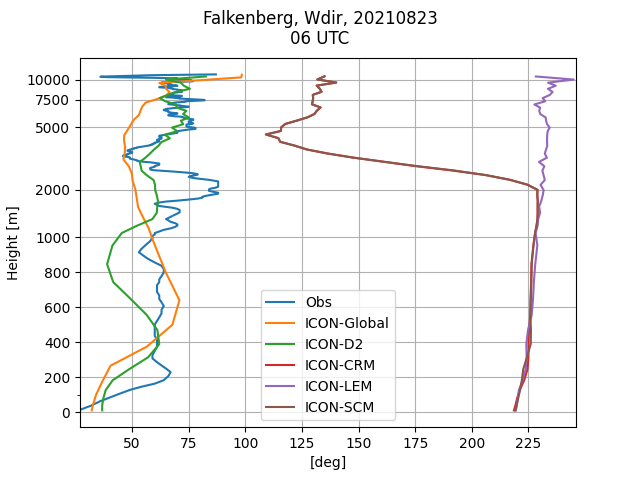 Falkenberg, Wdir, 20210823
06 UTC
Height [m]
10000
7500
5000
2000
1000
800
600
400
200
0
Obs
ICON-Global
ICON-D2
ICON-CRM
ICON-LEM
ICON-SCM
50
75
100
125
150
175
200
225
[deg]